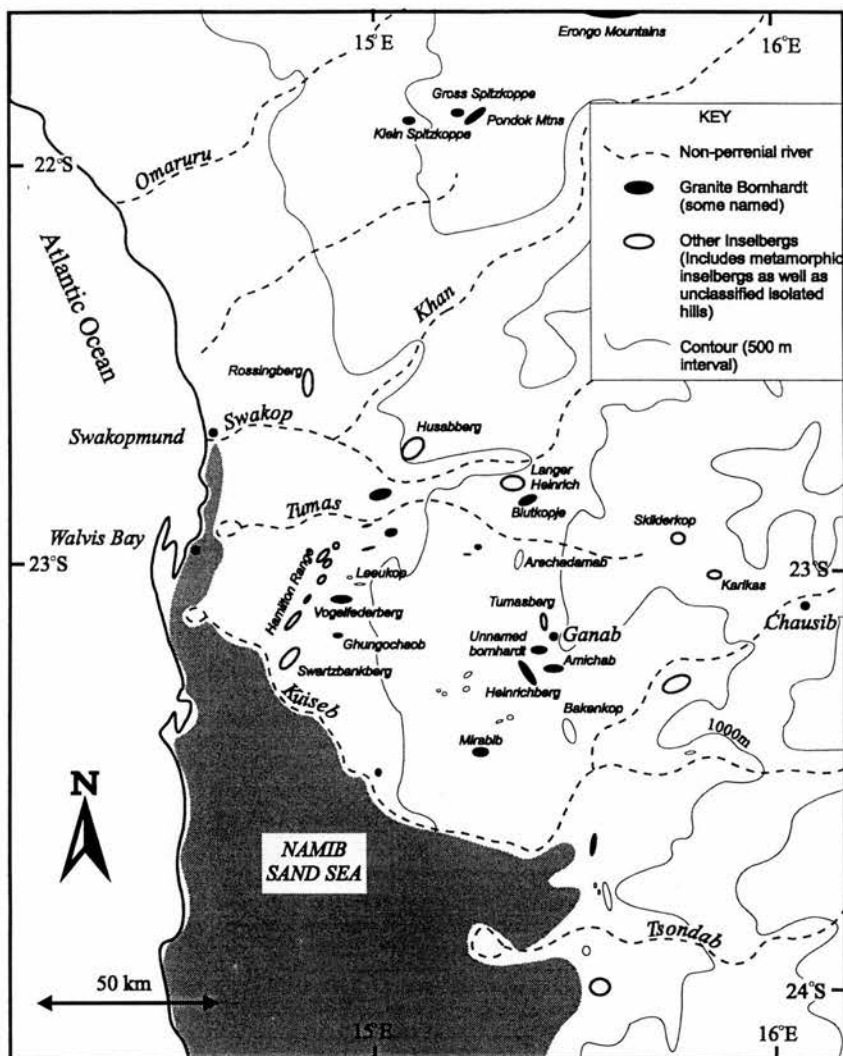 15°E
16°E
Erongo Mountains
Gross Spitzkoppe
Pondok Mtns
Klein Spitzkoppe
KEY
Non-perrenial river
Granite Bornhardt
(some named)
Other Inselbergs
(Includes metamorphic
inselbergs as well as
unclassified isolated
hills)
Contour (500 m
interval)
22°S
Omaruru
Atlantic Ocean
Khan
Rossingberg
Swakop
Swakopmund
Husabberg
Langer
Heinrich
Blutkopje
Tumas
Walvis Bay
Skilderkop
23°S
23°S
Hamilton Range
Leeukop
Arschadamab
Karlkas
Vogelfederberg
Tumasberg
Chausib
Ghungochaob
Unnamed
bornhardt
Ganab
Amichab
Swartzbankberg
Heinrichberg
Kuiseb
Bakenkop
Mirabib
1000m
N
NAMIB
SAND SEA
Tsondab
50 km
24°S
15°E
16°E